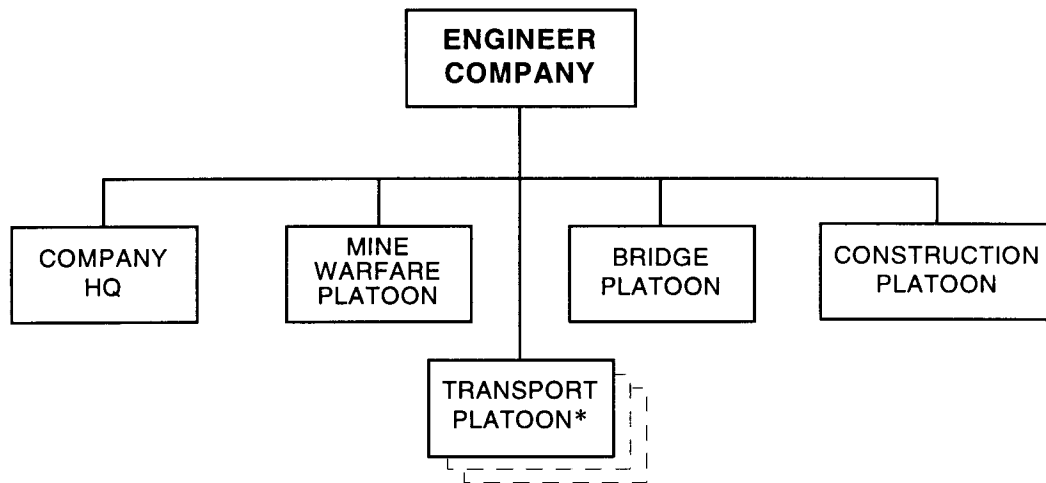 ENGINEER
COMPANY
COMPANY
HQ
MINE
WARFARE
PLATOON
BRIDGE
PLATOON
CONSTRUCTION
PLATOON
TRANSPORT
PLATOON*